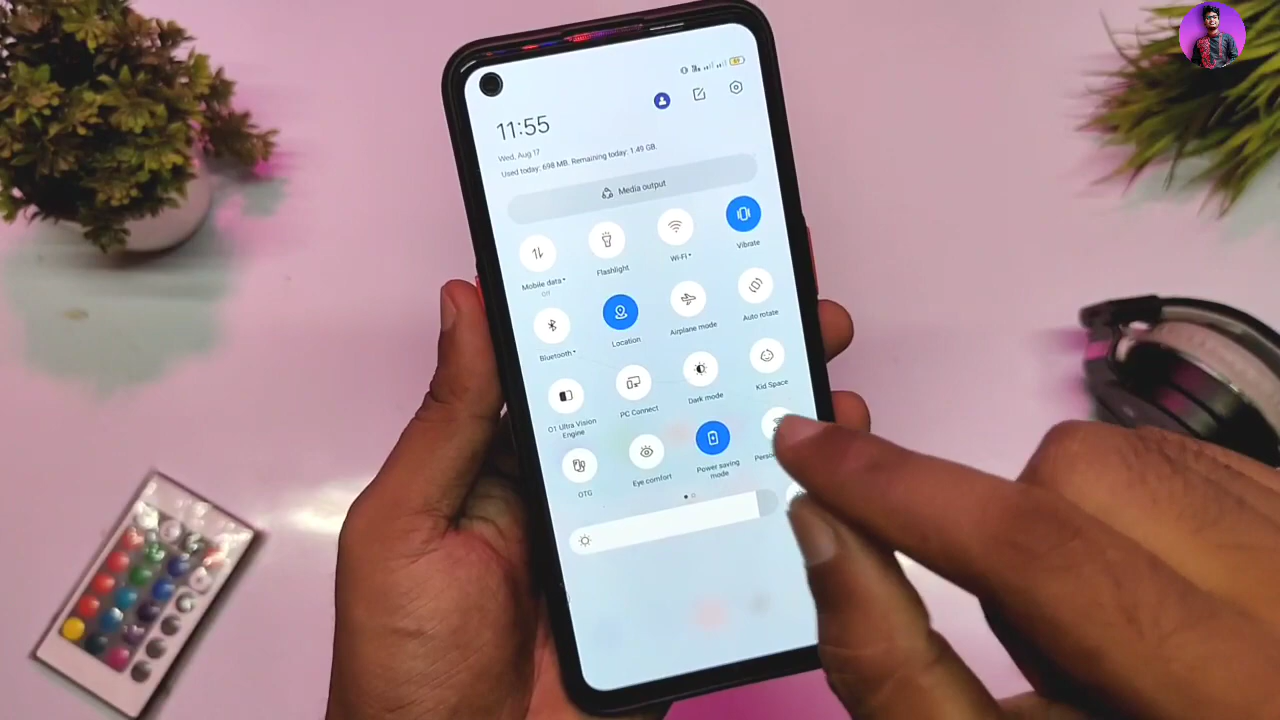 11:55
Wed, Aug 17
Used today: 698 MB. Remaining today: 1.49 GB.
Media output
Mobile data
Flashlight
Wi-Fi
Vibrate
Off
Bluetooth
Location
Airplane mode
Auto rotate
O1 Ultra Vision
Engine
PC Connect
Dark mode
Kid Space
OTG
Eye comfort
Power saving
mode